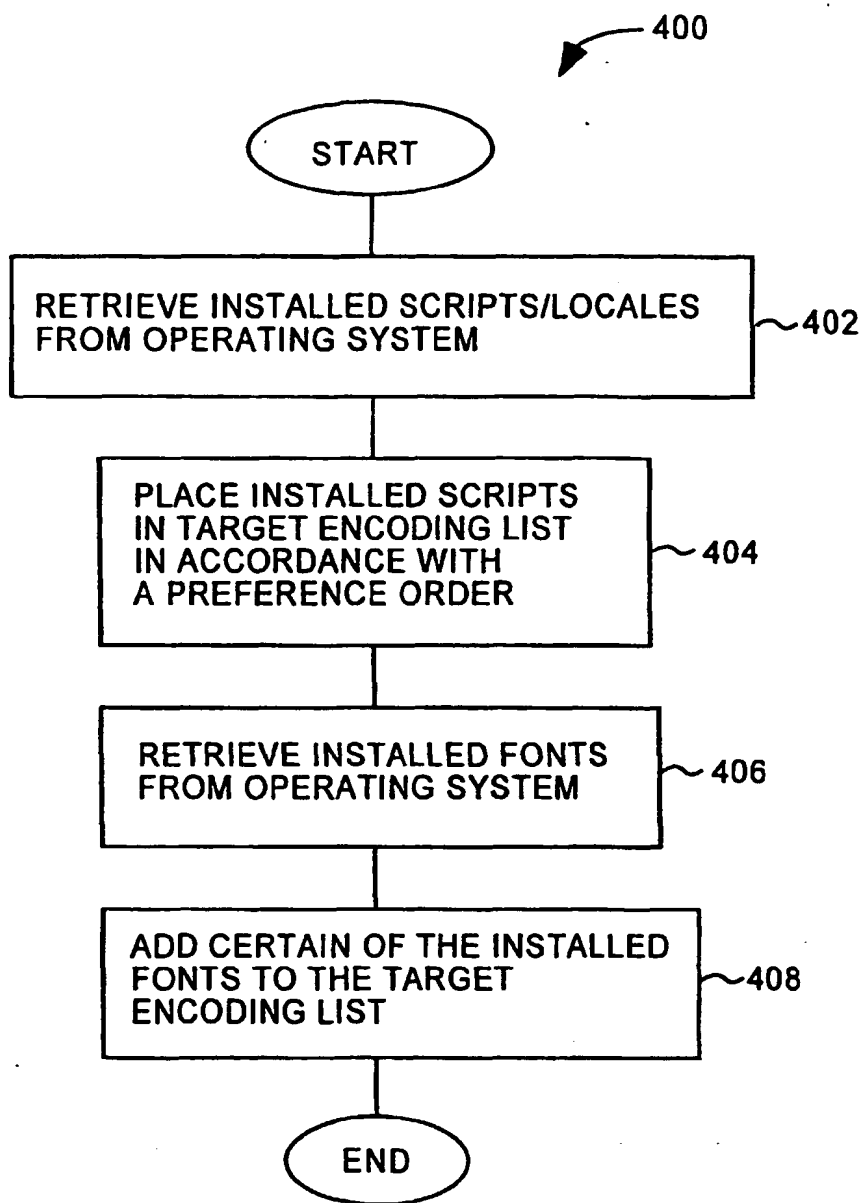 400
START
RETRIEVE INSTALLED SCRIPTS/LOCALES
FROM OPERATING SYSTEM
402
PLACE INSTALLED SCRIPTS
IN TARGET ENCODING LIST
IN ACCORDANCE WITH
A PREFERENCE ORDER
404
RETRIEVE INSTALLED FONTS
FROM OPERATING SYSTEM
406
ADD CERTAIN OF THE INSTALLED
FONTS TO THE TARGET
ENCODING LIST
408
END